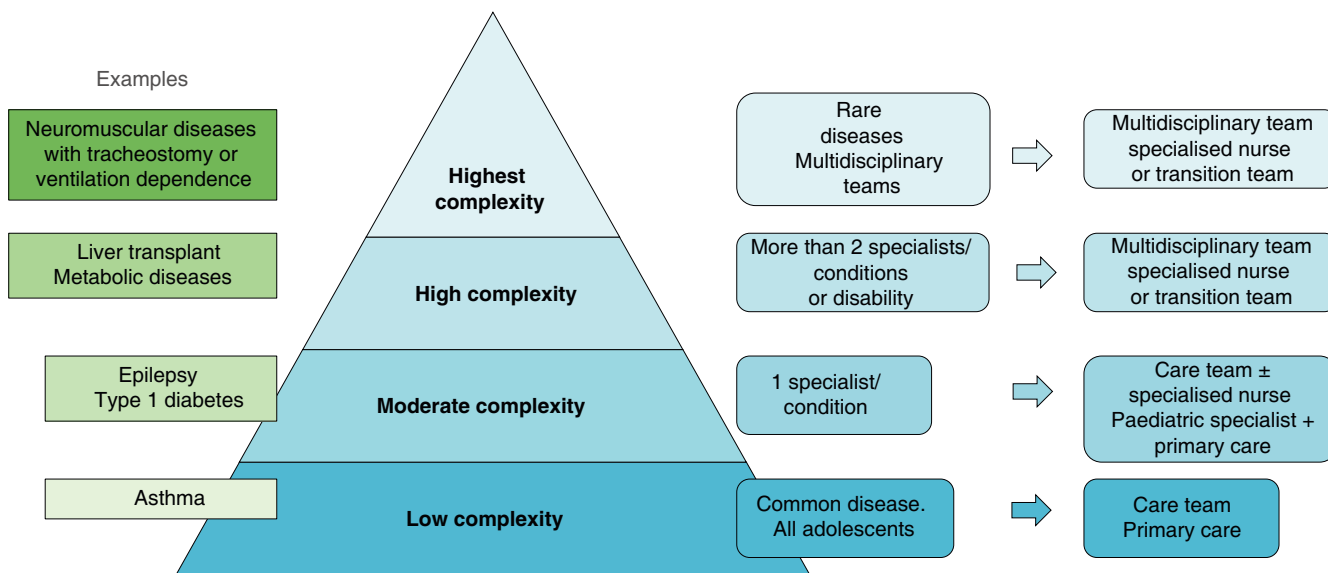 Examples
Neuromuscular diseases
with tracheostomy or
ventilation dependence
Highest
complexity
Rare
diseases
Multidisciplinary
teams
Multidisciplinary team
specialised nurse
or transition team
Liver transplant
Metabolic diseases
High complexity
More than 2 specialists/
conditions
or disability
Multidisciplinary team
specialised nurse
or transition team
Epilepsy
Type 1 diabetes
Moderate complexity
1 specialist/
condition
Care team ±
specialised nurse
Paediatric specialist +
primary care
Asthma
Low complexity
Common disease.
All adolescents
Care team
Primary care